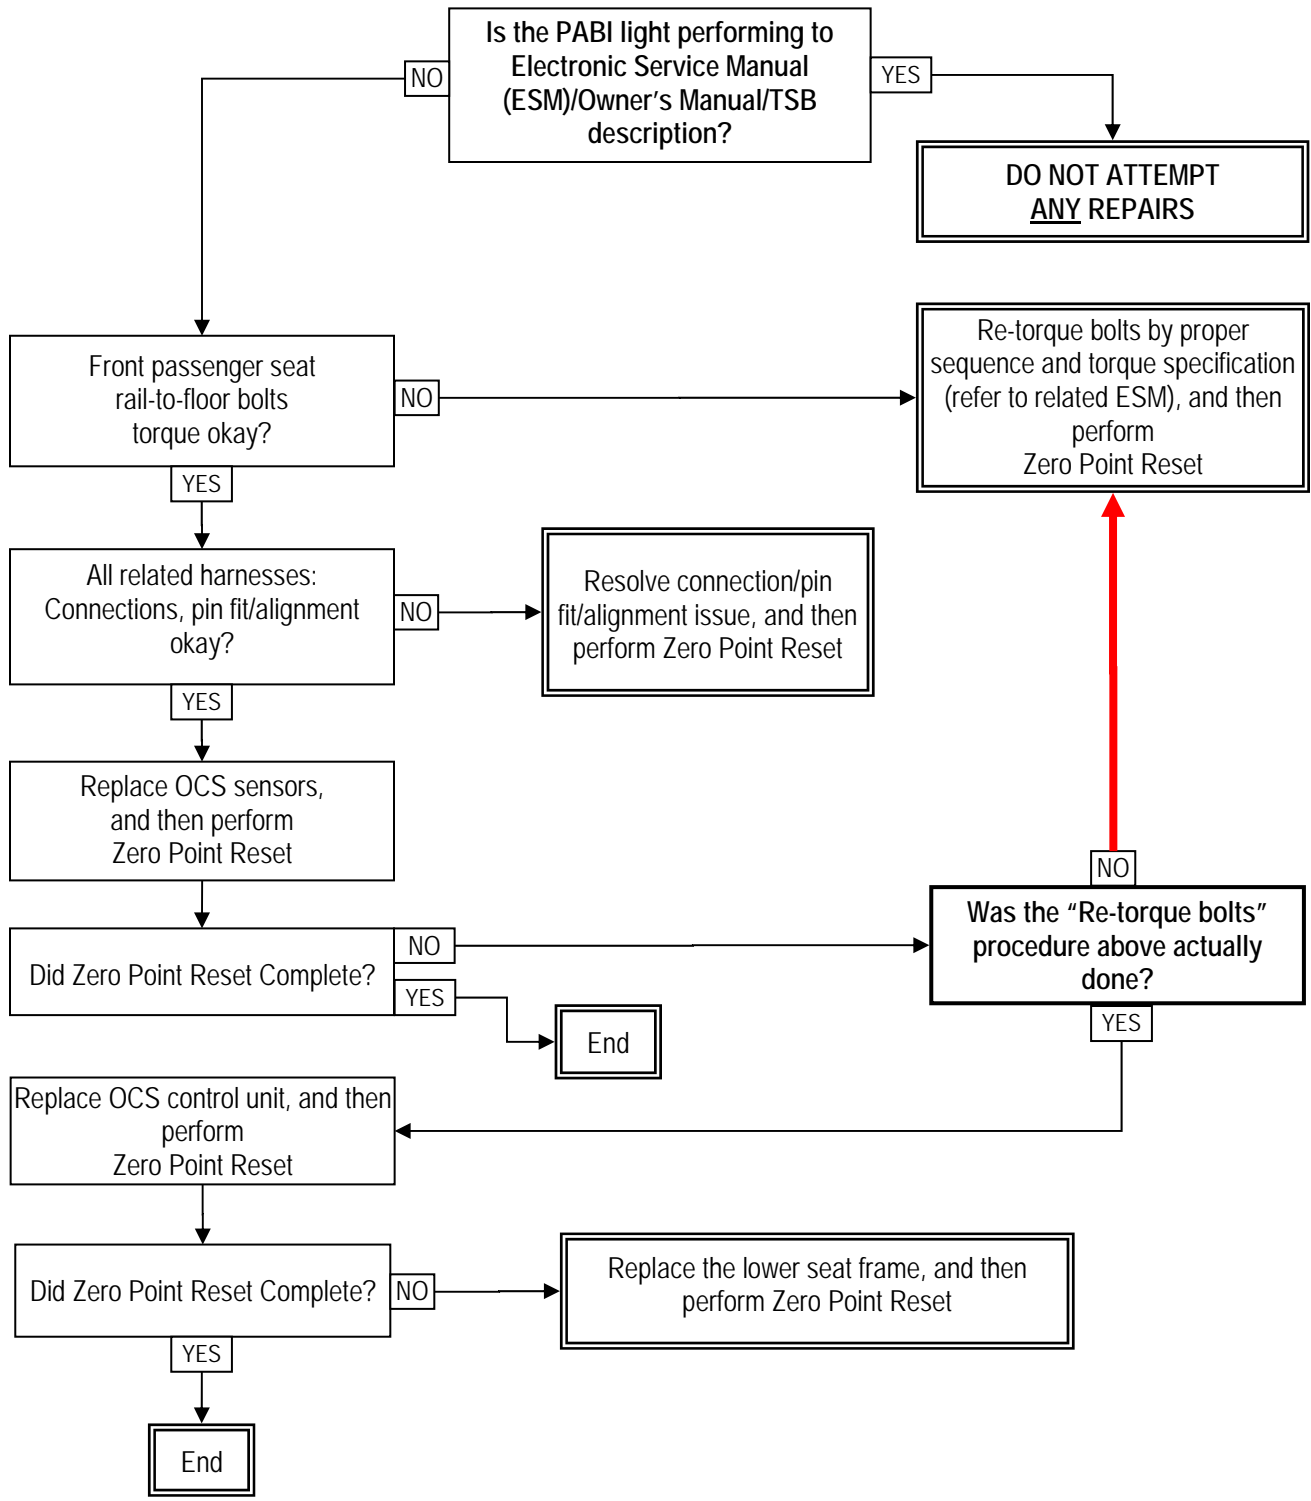 Is the PABI light performing to
Electronic Service Manual
(ESM)/Owner's Manual/TSB
description?
NO
YES
DO NOT ATTEMPT
ANY REPAIRS
Front passenger seat
rail-to-floor bolts
torque okay?
NO
YES
Re-torque bolts by proper
sequence and torque specification
(refer to related ESM), and then
perform
Zero Point Reset
All related harnesses:
Connections, pin fit/alignment
okay?
NO
YES
Resolve connection/pin
fit/alignment issue, and then
perform Zero Point Reset
Replace OCS sensors,
and then perform
Zero Point Reset
Did Zero Point Reset Complete?
NO
YES
End
NO
Was the “Re-torque bolts”
procedure above actually
done?
YES
Replace OCS control unit, and then
perform
Zero Point Reset
Did Zero Point Reset Complete?
NO
YES
Replace the lower seat frame, and then
perform Zero Point Reset
End